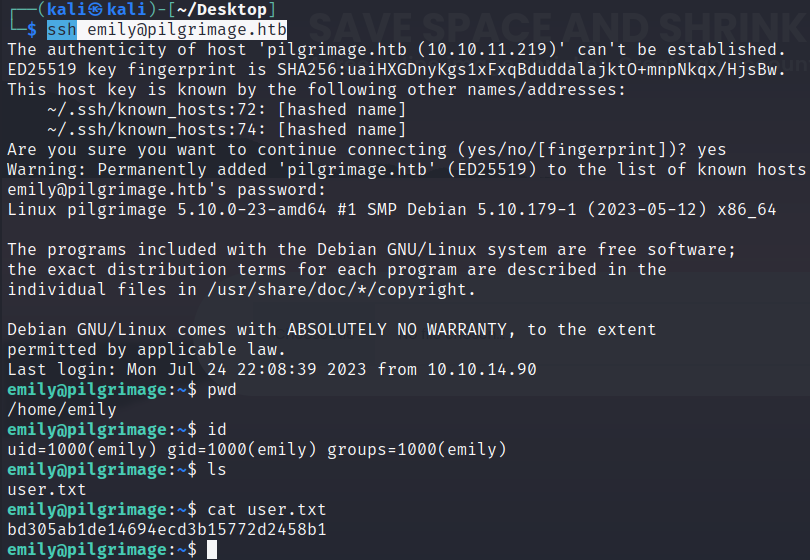 ┌──(kali㉿kali)-[~/Desktop]
└─$ ssh emily@pilgrimage.htb
The authenticity of host 'pilgrimage.htb (10.10.11.219)' can't be established.
ED25519 key fingerprint is SHA256:uaiHXGDnyKgs1xFxqBduddalajktO+mnpNkqx/HjsBw.
This host key is known by the following other names/addresses:
    ~/.ssh/known_hosts:72: [hashed name]
    ~/.ssh/known_hosts:74: [hashed name]
Are you sure you want to continue connecting (yes/no/[fingerprint])? yes
Warning: Permanently added 'pilgrimage.htb' (ED25519) to the list of known hosts
emily@pilgrimage.htb's password:
Linux pilgrimage 5.10.0-23-amd64 #1 SMP Debian 5.10.179-1 (2023-05-12) x86_64

The programs included with the Debian GNU/Linux system are free software;
the exact distribution terms for each program are described in the
individual files in /usr/share/doc/*/copyright.

Debian GNU/Linux comes with ABSOLUTELY NO WARRANTY, to the extent
permitted by applicable law.
Last login: Mon Jul 24 22:08:39 2023 from 10.10.14.90
emily@pilgrimage:~$ pwd
/home/emily
emily@pilgrimage:~$ id
uid=1000(emily) gid=1000(emily) groups=1000(emily)
emily@pilgrimage:~$ ls
user.txt
emily@pilgrimage:~$ cat user.txt
bd305ab1de14694ecd3b15772d2458b1
emily@pilgrimage:~$
SAVE SPACE AND SHRINK